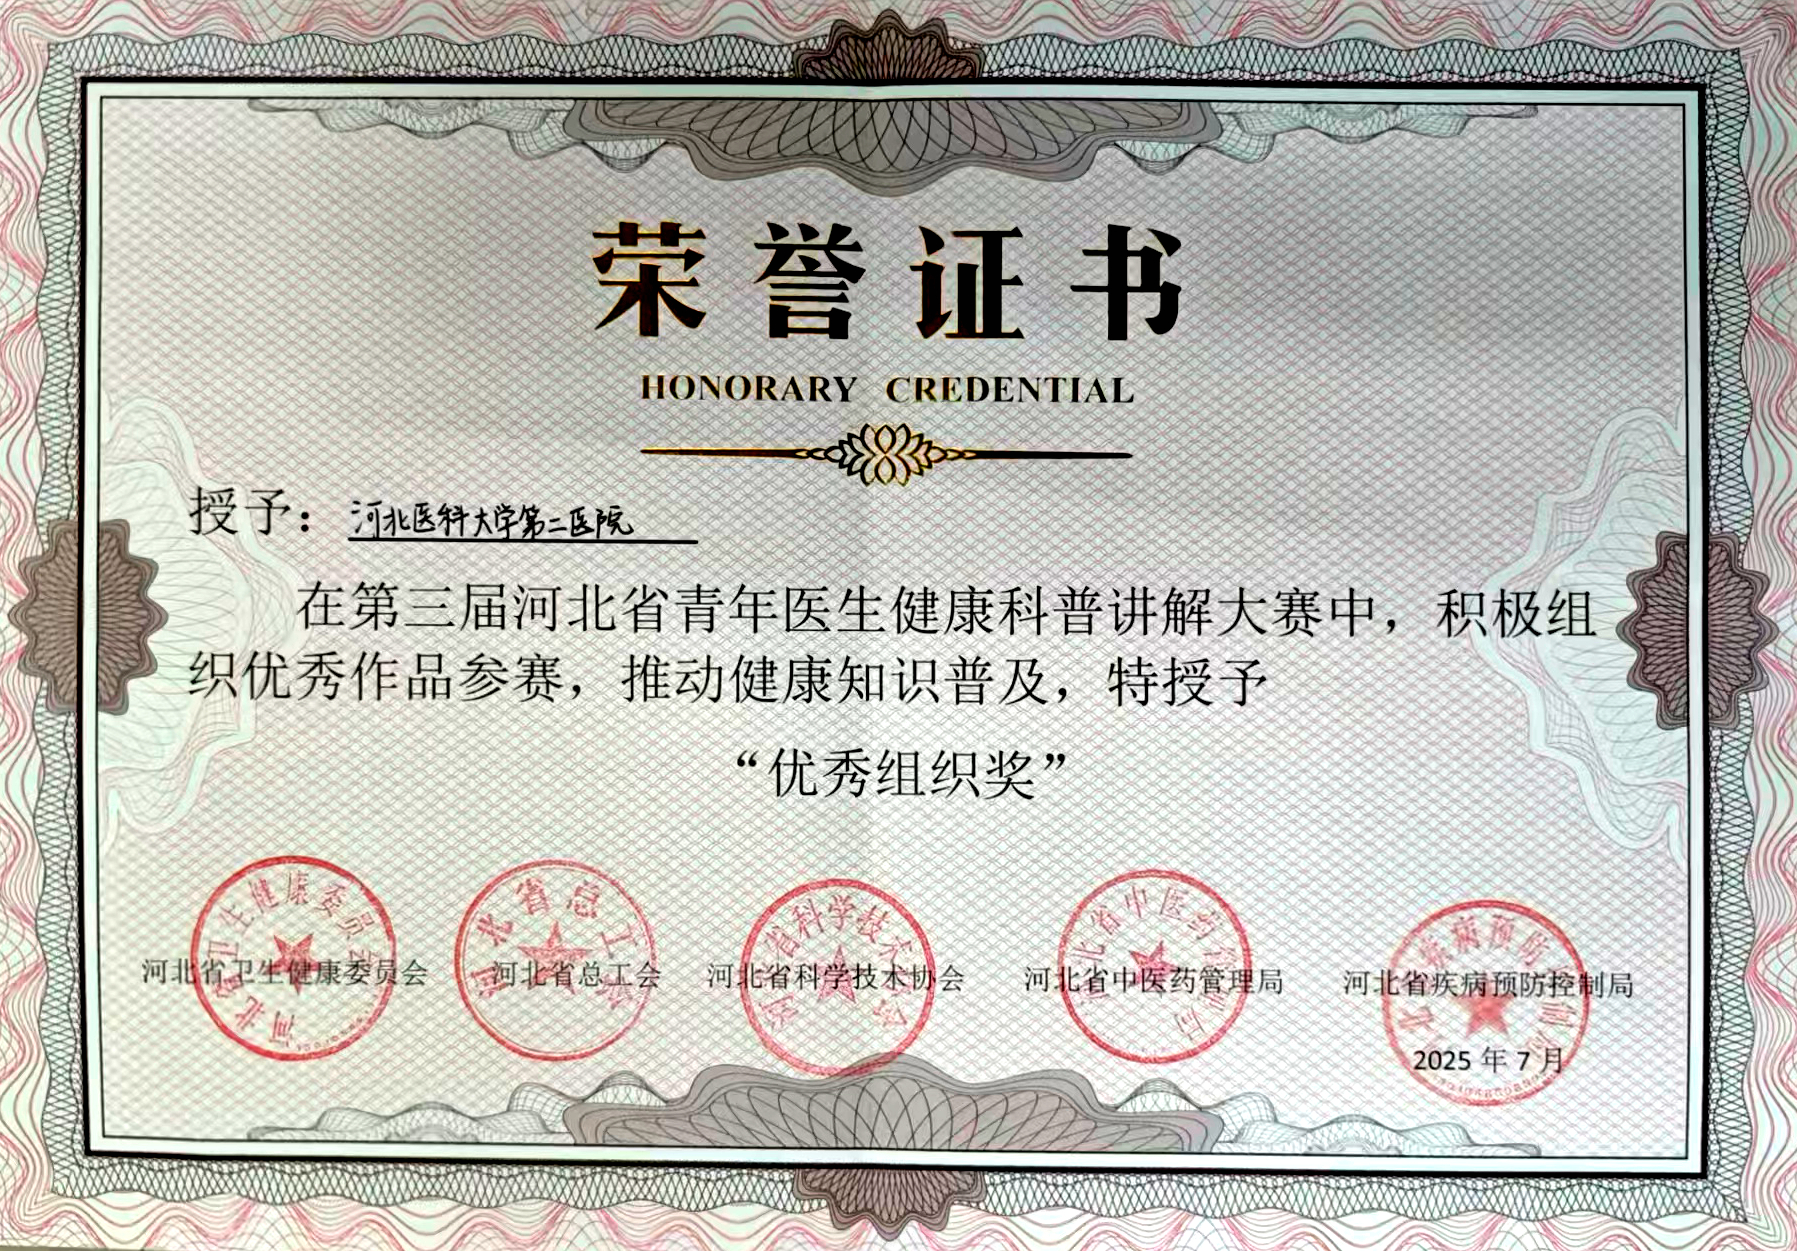 荣誉证书
HONORARY CREDENTIAL
授予：河北医科大学第二医院
在第三届河北省青年医生健康科普讲解大赛中，积极组
织优秀作品参赛，推动健康知识普及，特授予
“优秀组织奖”
河北省卫生健康委员会 河北省总工会 河北省科学技术协会 河北省中医药管理局 河北省疾病预防控制局
2025 年 7 月